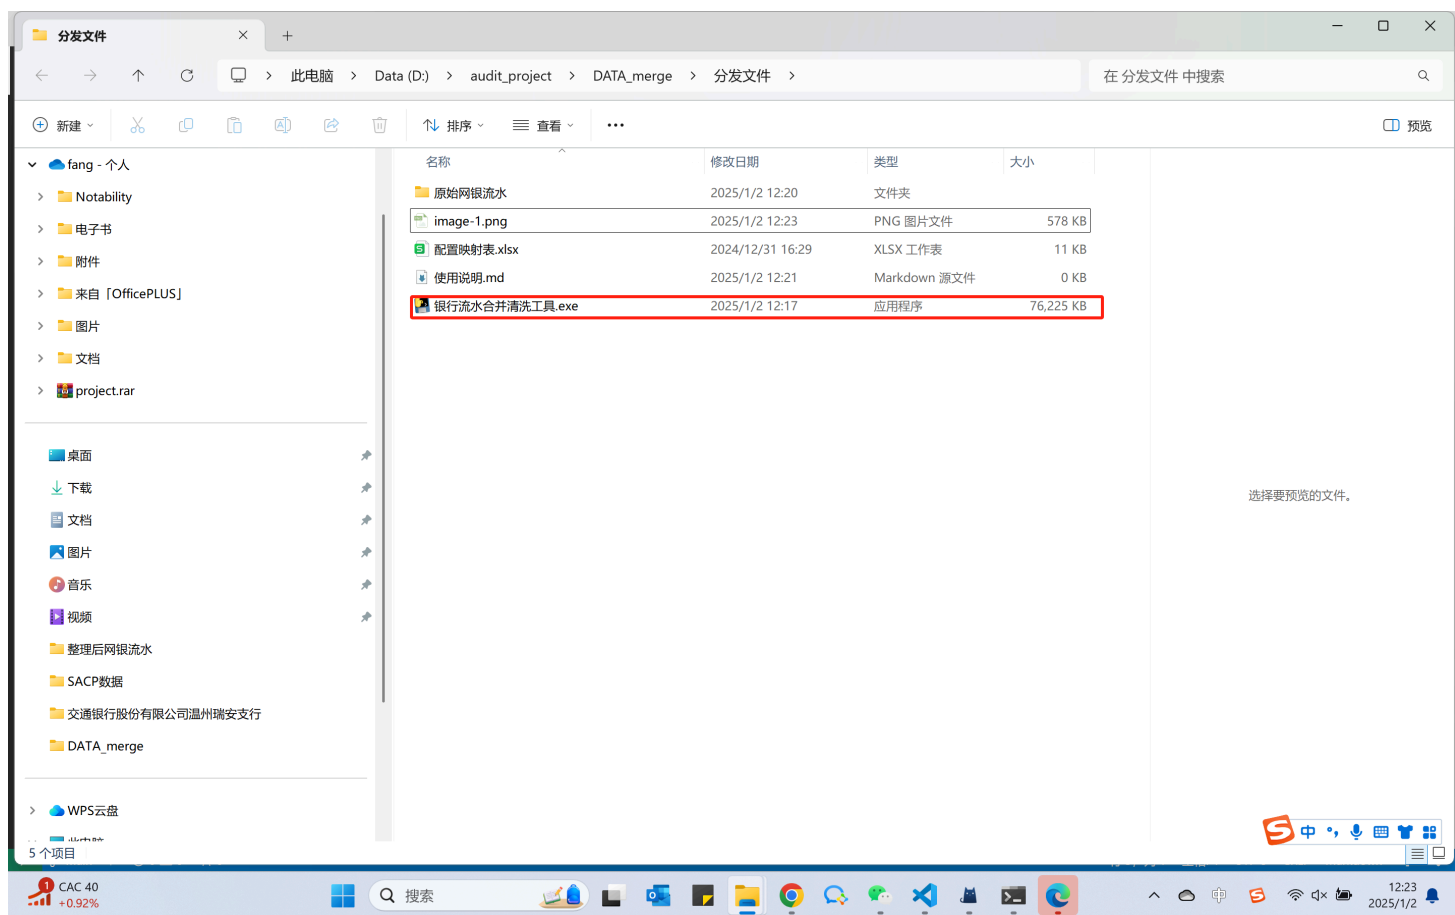 分发文件
此电脑 > Data (D:) > audit_project > DATA_merge > 分发文件 >
在 分发文件 中搜索
新建
排序
查看
预览
fang - 个人
Notability
电子书
附件
来自「OfficePLUS」
图片
文档
project.rar
桌面
下载
文档
图片
音乐
视频
整理后网银流水
SACP数据
交通银行股份有限公司温州瑞安支行
DATA_merge
WPS云盘
此电脑
5 个项目
名称 修改日期 类型 大小
原始网银流水 2025/1/2 12:20 文件夹
image-1.png 2025/1/2 12:23 PNG 图片文件 578 KB
配置映射表.xlsx 2024/12/31 16:29 XLSX 工作表 11 KB
使用说明.md 2025/1/2 12:21 Markdown 源文件 0 KB
银行流水合并清洗工具.exe 2025/1/2 12:17 应用程序 76,225 KB
选择要预览的文件。
中
1
CAC 40
+0.92%
搜索
中
12:23
2025/1/2